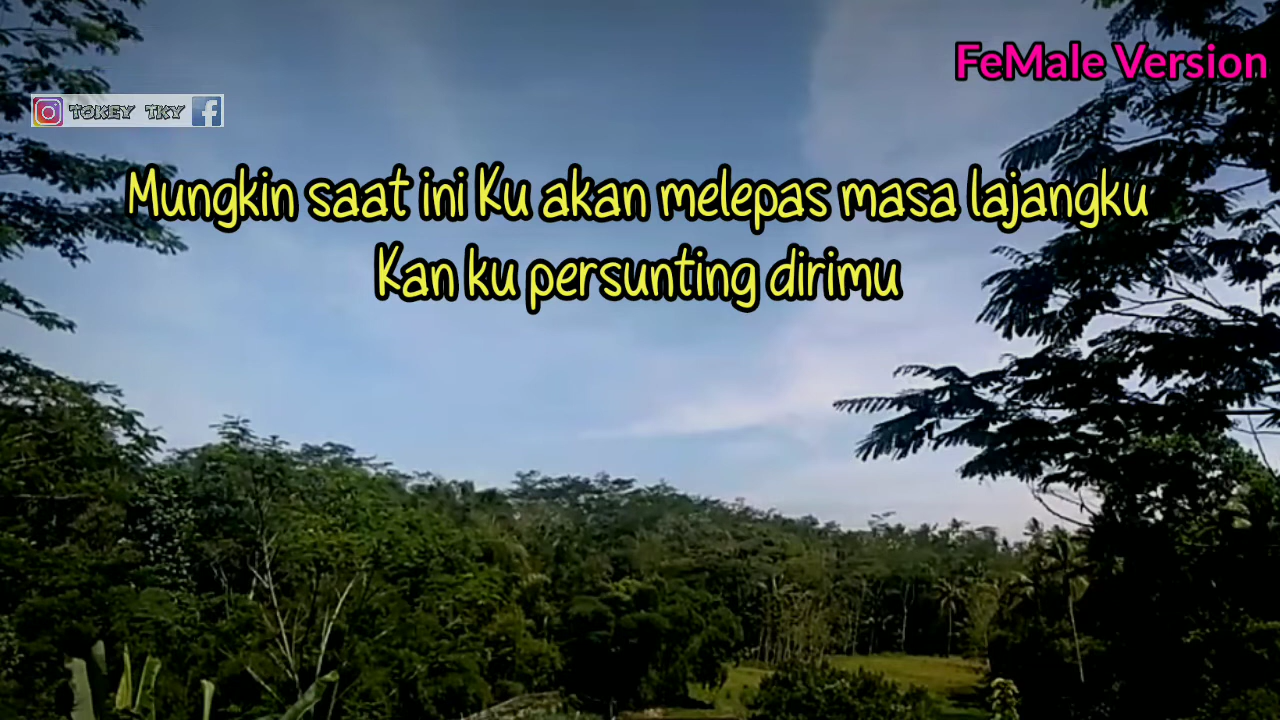 FeMale Version
TOKEY TKY
Mungkin saat ini Ku akan melepas masa lajangku
Kan ku persunting dirimu